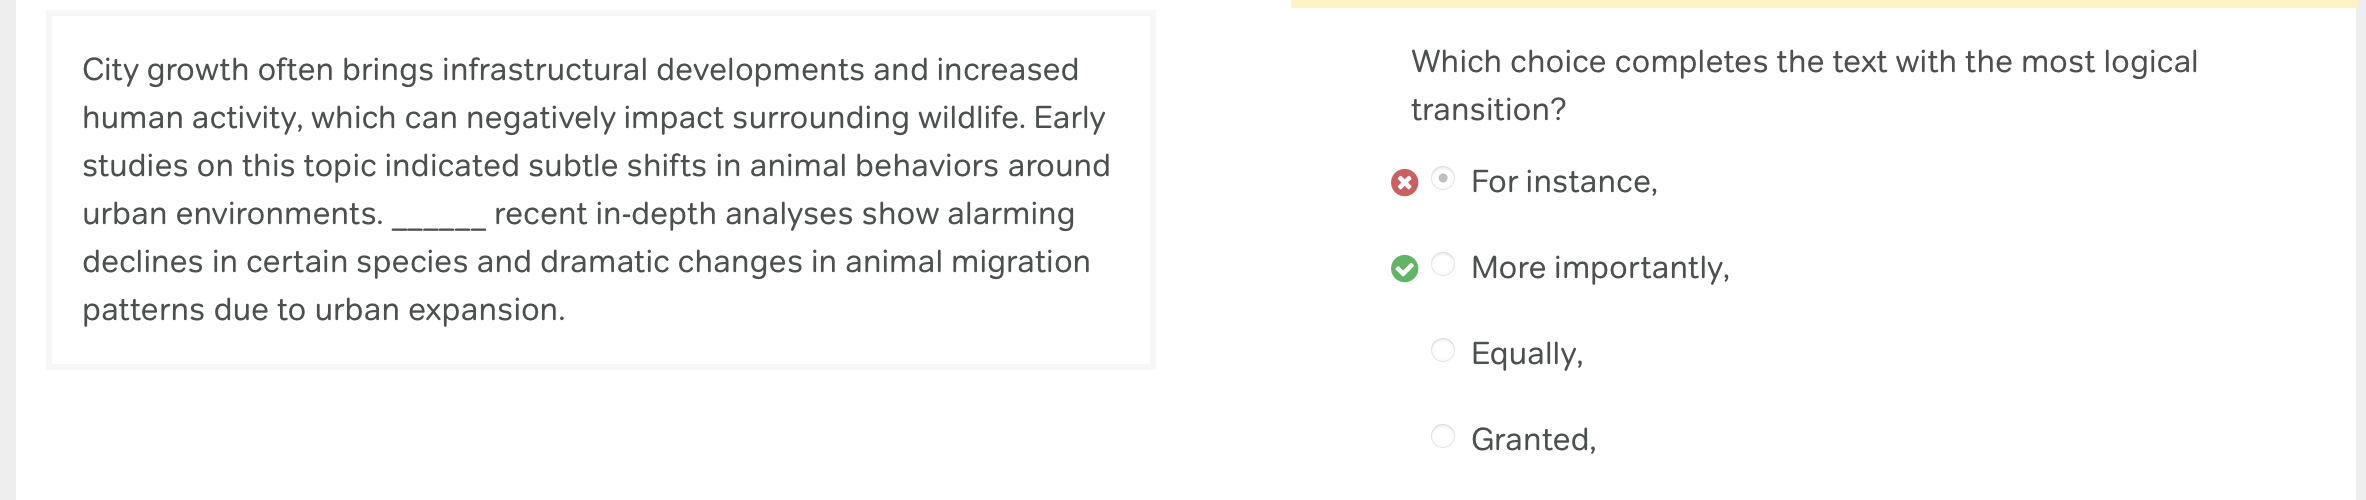 City growth often brings infrastructural developments and increased
human activity, which can negatively impact surrounding wildlife. Early
studies on this topic indicated subtle shifts in animal behaviors around
urban environments. ______ recent in-depth analyses show alarming
declines in certain species and dramatic changes in animal migration
patterns due to urban expansion.
Which choice completes the text with the most logical
transition?
For instance,
More importantly,
Equally,
Granted,